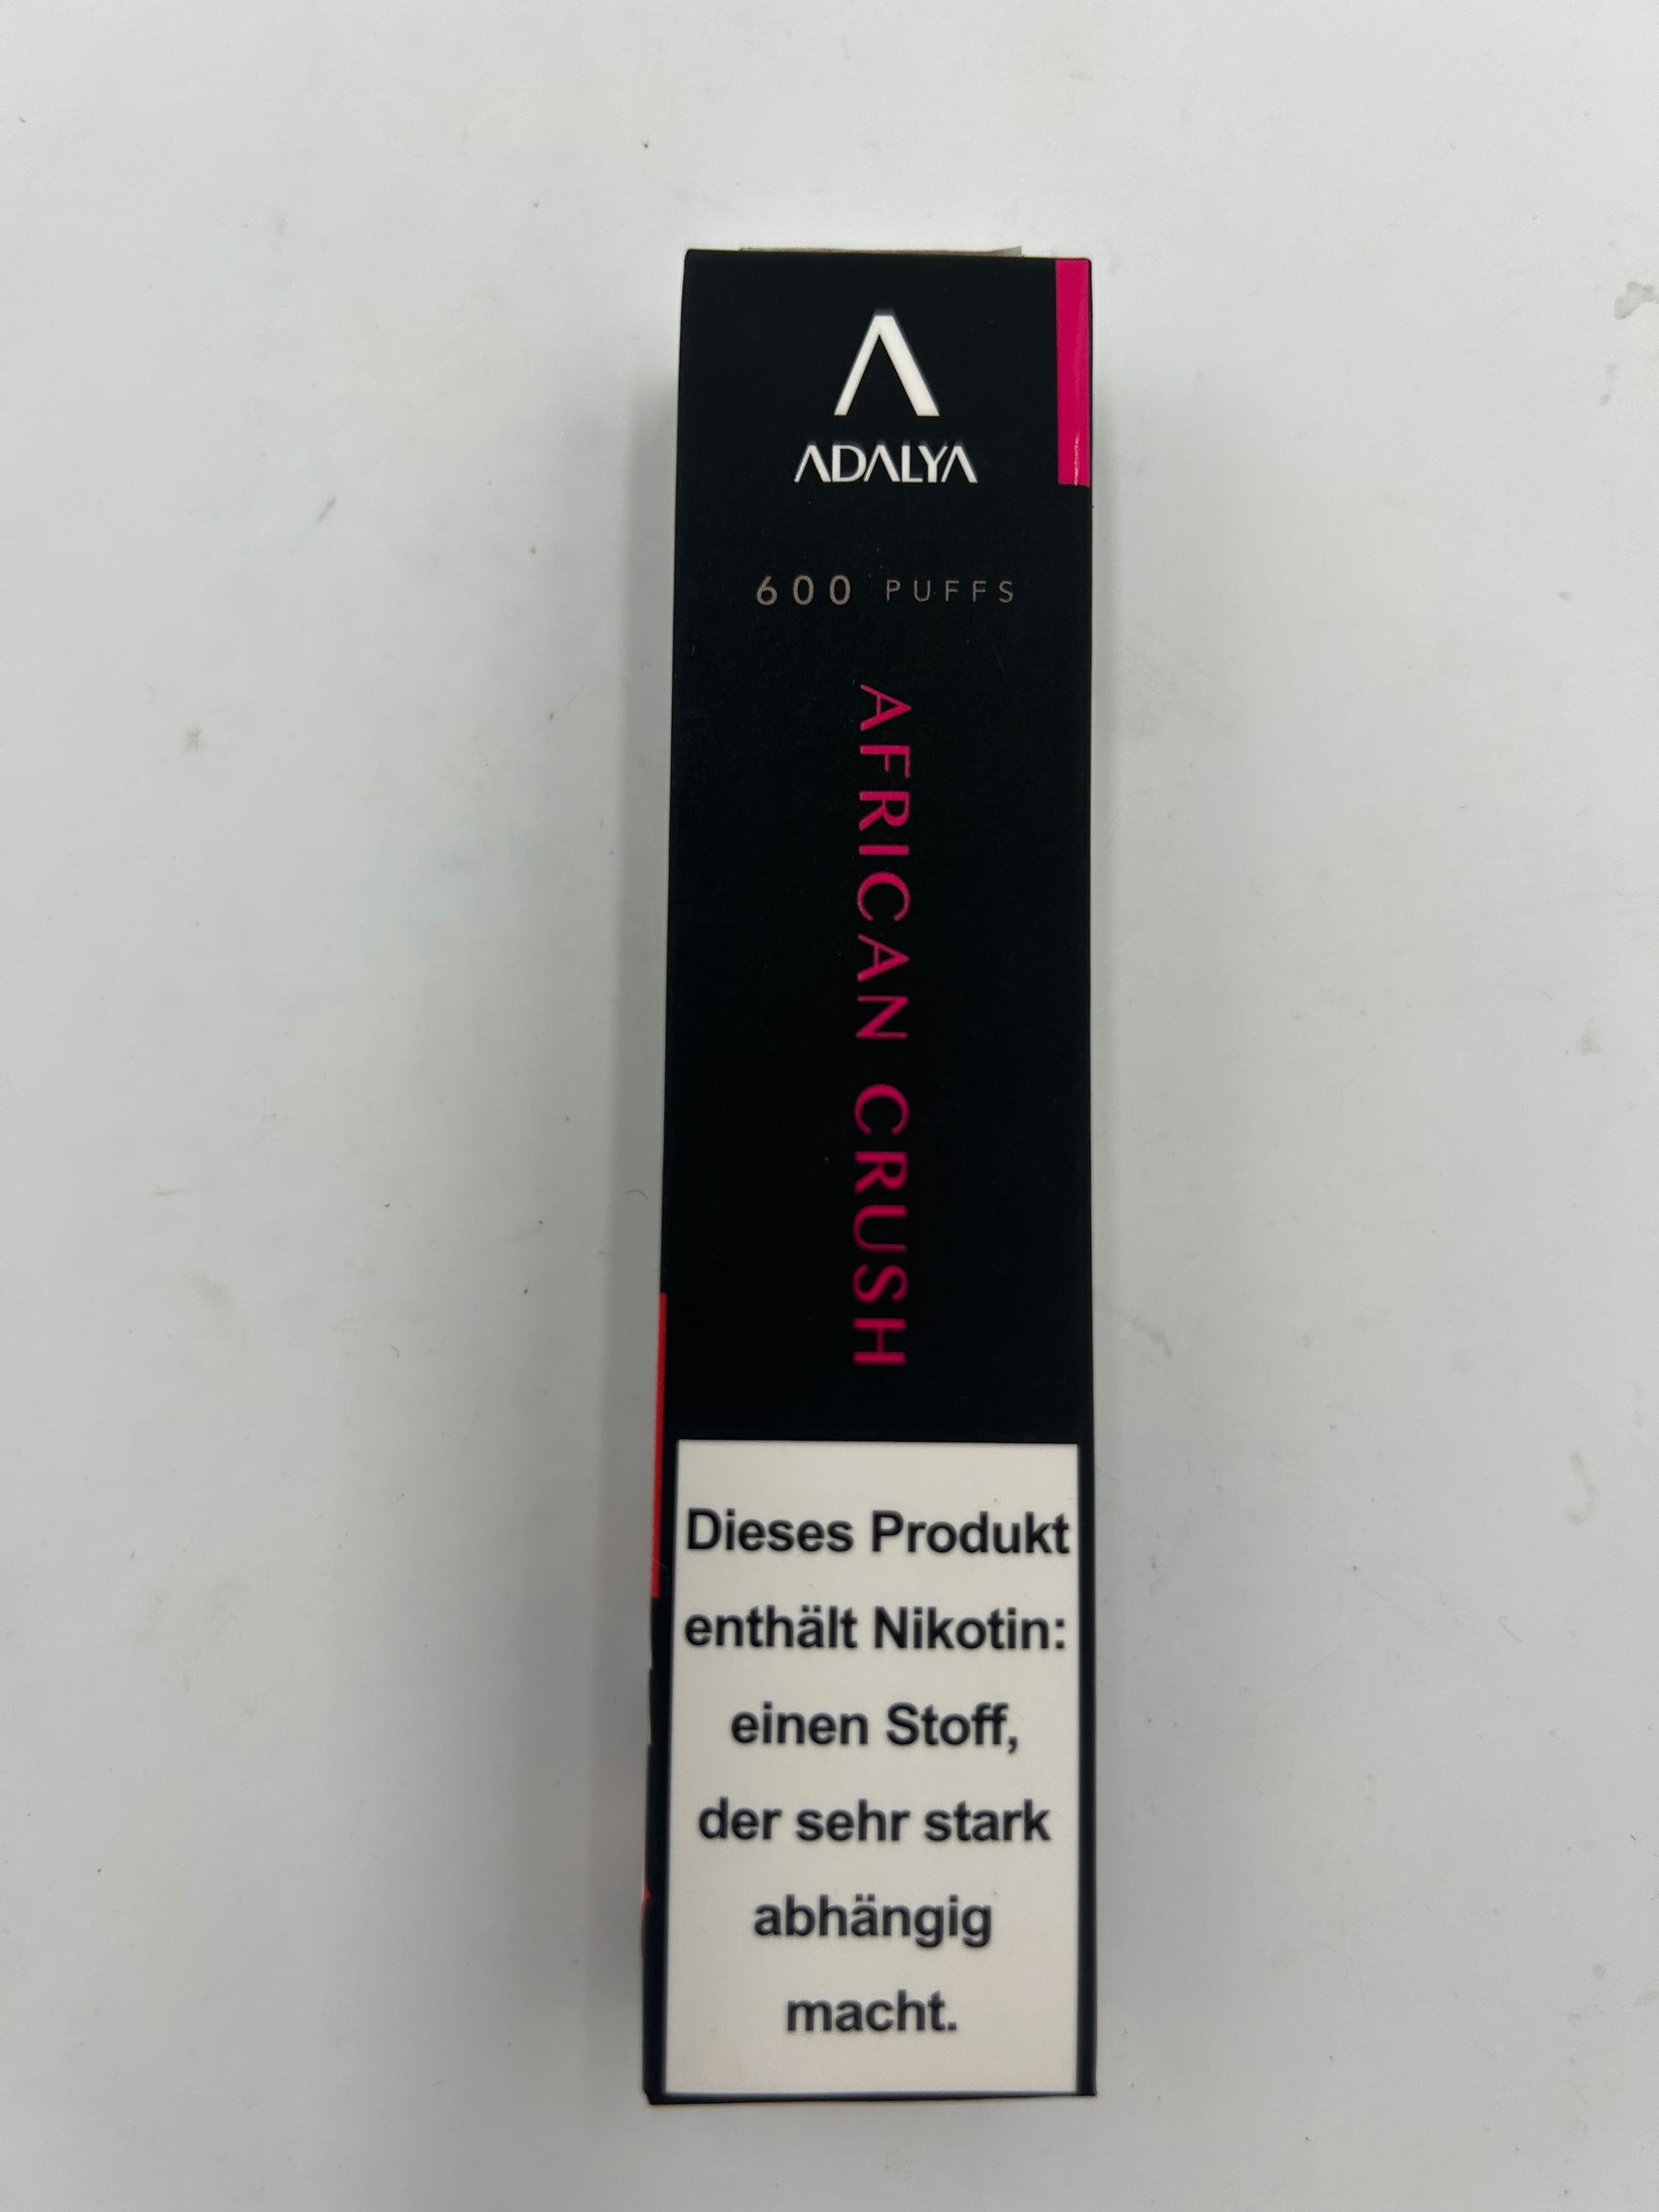 ADALYA
600 PUFFS
AFRICAN CRUSH
Dieses Produkt
enthält Nikotin:
einen Stoff,
der sehr stark
abhängig
macht.